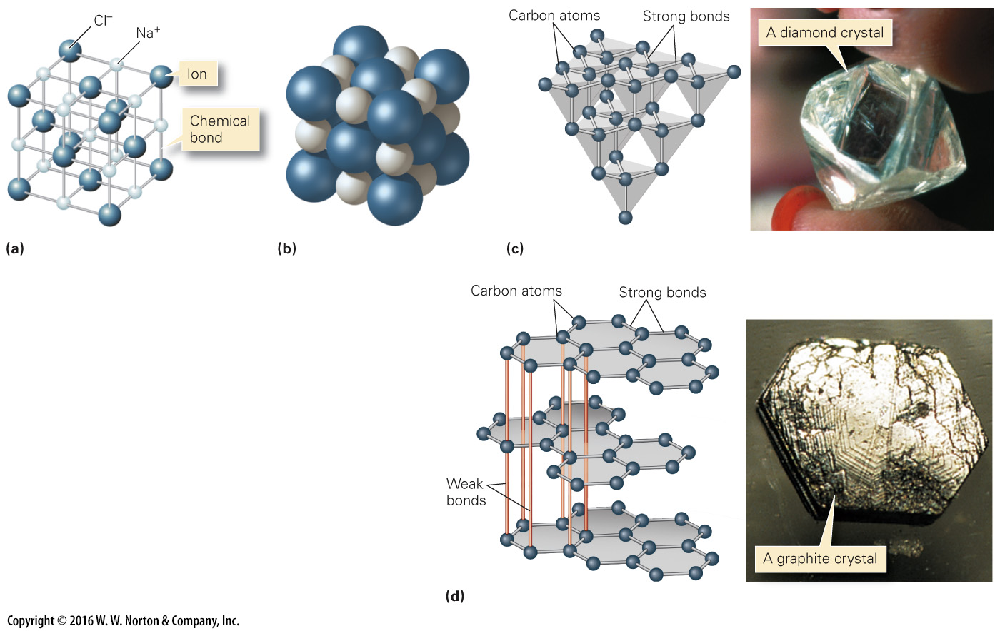 Cl⁻
Na⁺
Ion
Chemical
bond
(a)
(b)
Carbon atoms
Strong bonds
A diamond crystal
(c)
Carbon atoms
Strong bonds
Weak
bonds
A graphite crystal
(d)
Copyright © 2016 W. W. Norton & Company, Inc.